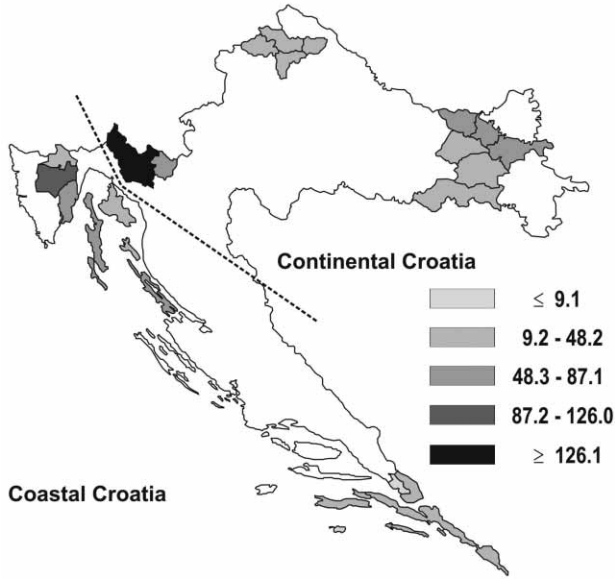 Continental Croatia
≤ 9.1
9.2 - 48.2
48.3 - 87.1
87.2 - 126.0
≥ 126.1
Coastal Croatia